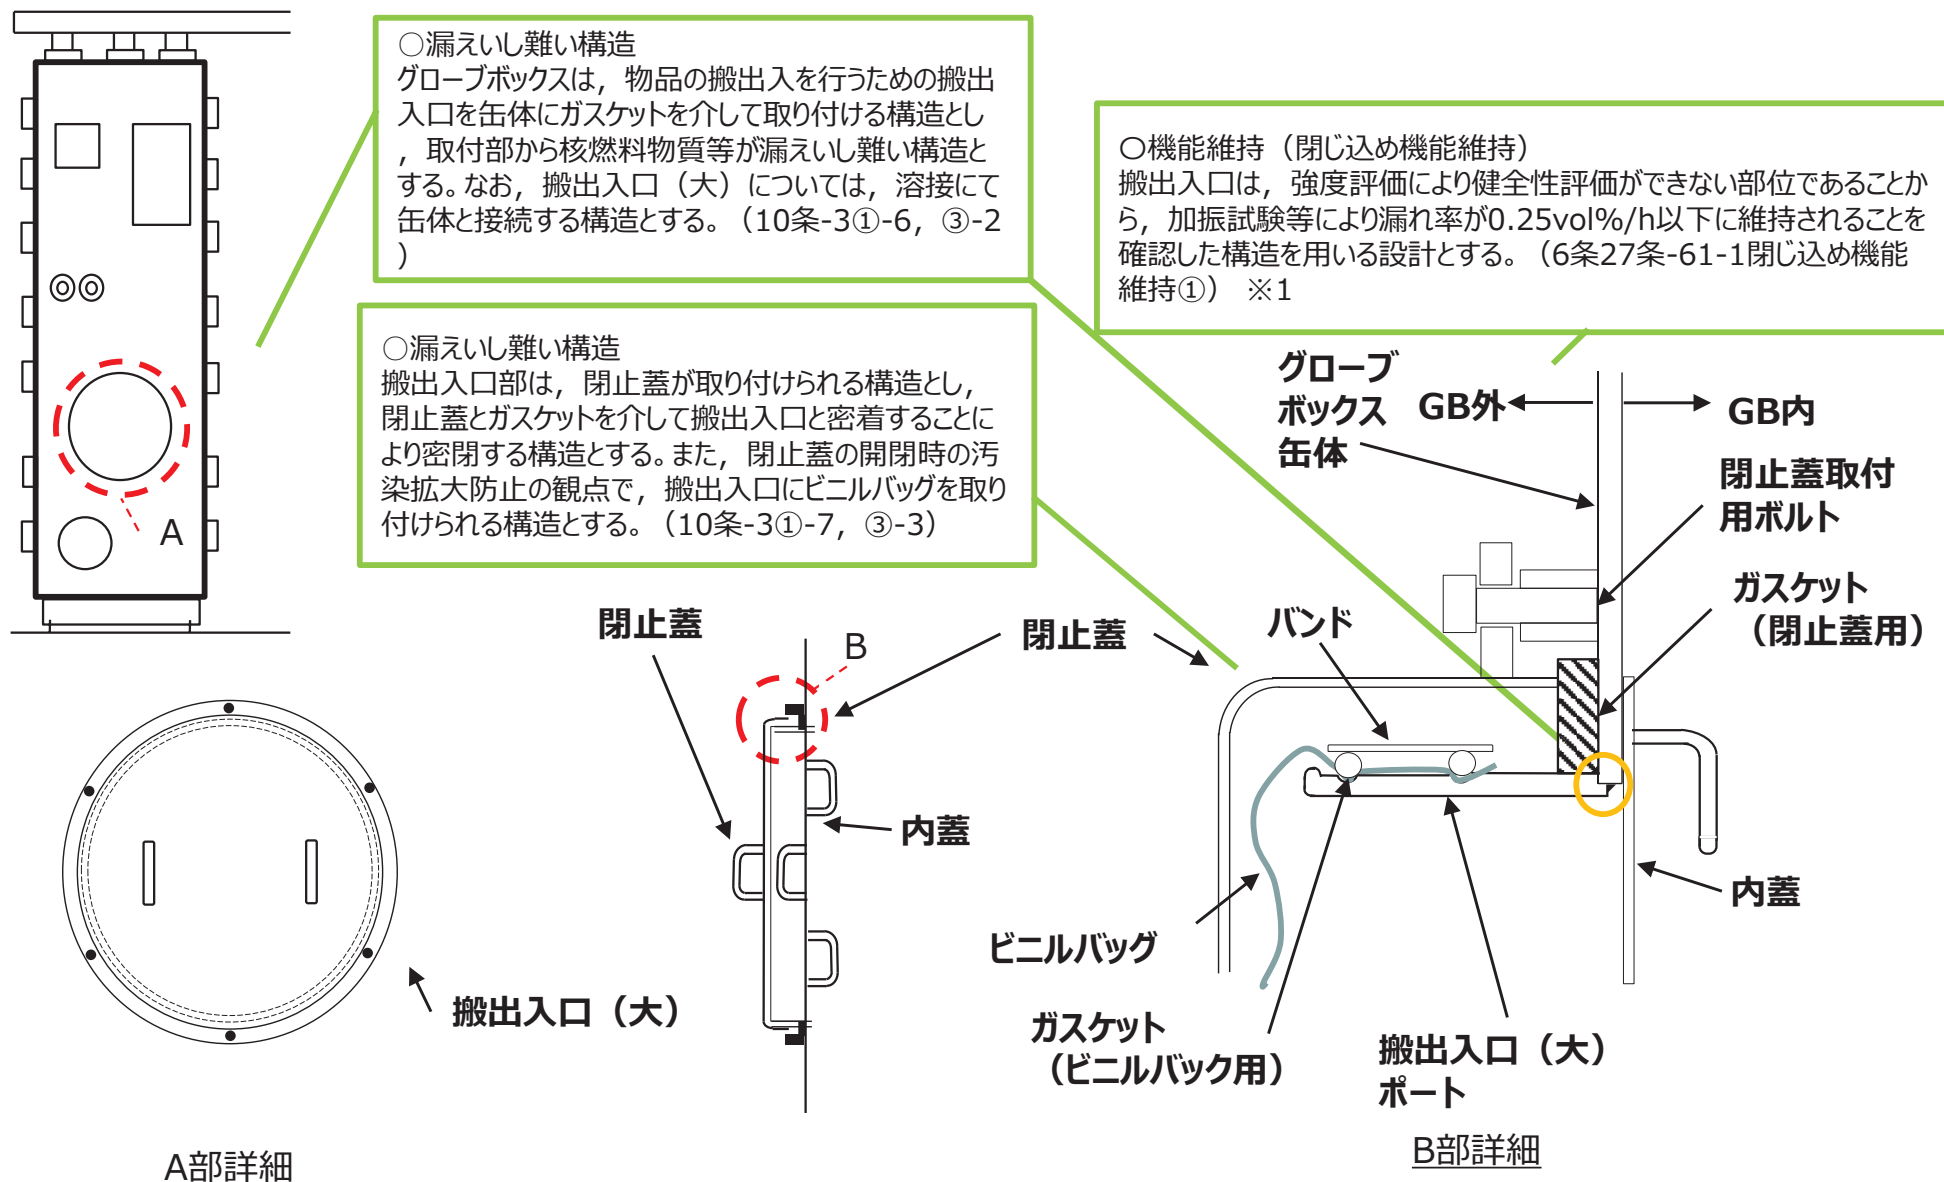 ○漏えいし難い構造
グローブボックスは，物品の搬出入を行うための搬出
入口を缶体にガスケットを介して取り付ける構造とし
，取付部から核燃料物質等が漏えいし難い構造と
する。なお，搬出入口（大）については，溶接にて
缶体と接続する構造とする。（10条-3①-6，③-2
）
〇機能維持（閉じ込め機能維持）
搬出入口は，強度評価により健全性評価ができない部位であることか
ら，加振試験等により漏れ率が0.25vol%/h以下に維持されることを
確認した構造を用いる設計とする。（6条27条-61-1閉じ込め機能
維持①）　※1
○漏えいし難い構造
搬出入口部は，閉止蓋が取り付けられる構造とし，
閉止蓋とガスケットを介して搬出入口と密着することに
より密閉する構造とする。また，閉止蓋の開閉時の汚
染拡大防止の観点で，搬出入口にビニルバッグを取り
付けられる構造とする。（10条-3①-7，③-3）
A
グローブ
ボックス
缶体
GB外
GB内
閉止蓋取付
用ボルト
ガスケット
（閉止蓋用）
閉止蓋
B
閉止蓋
バンド
内蓋
内蓋
ビニルバッグ
搬出入口（大）
ガスケット
（ビニルバック用）
搬出入口（大）
ポート
A部詳細
B部詳細